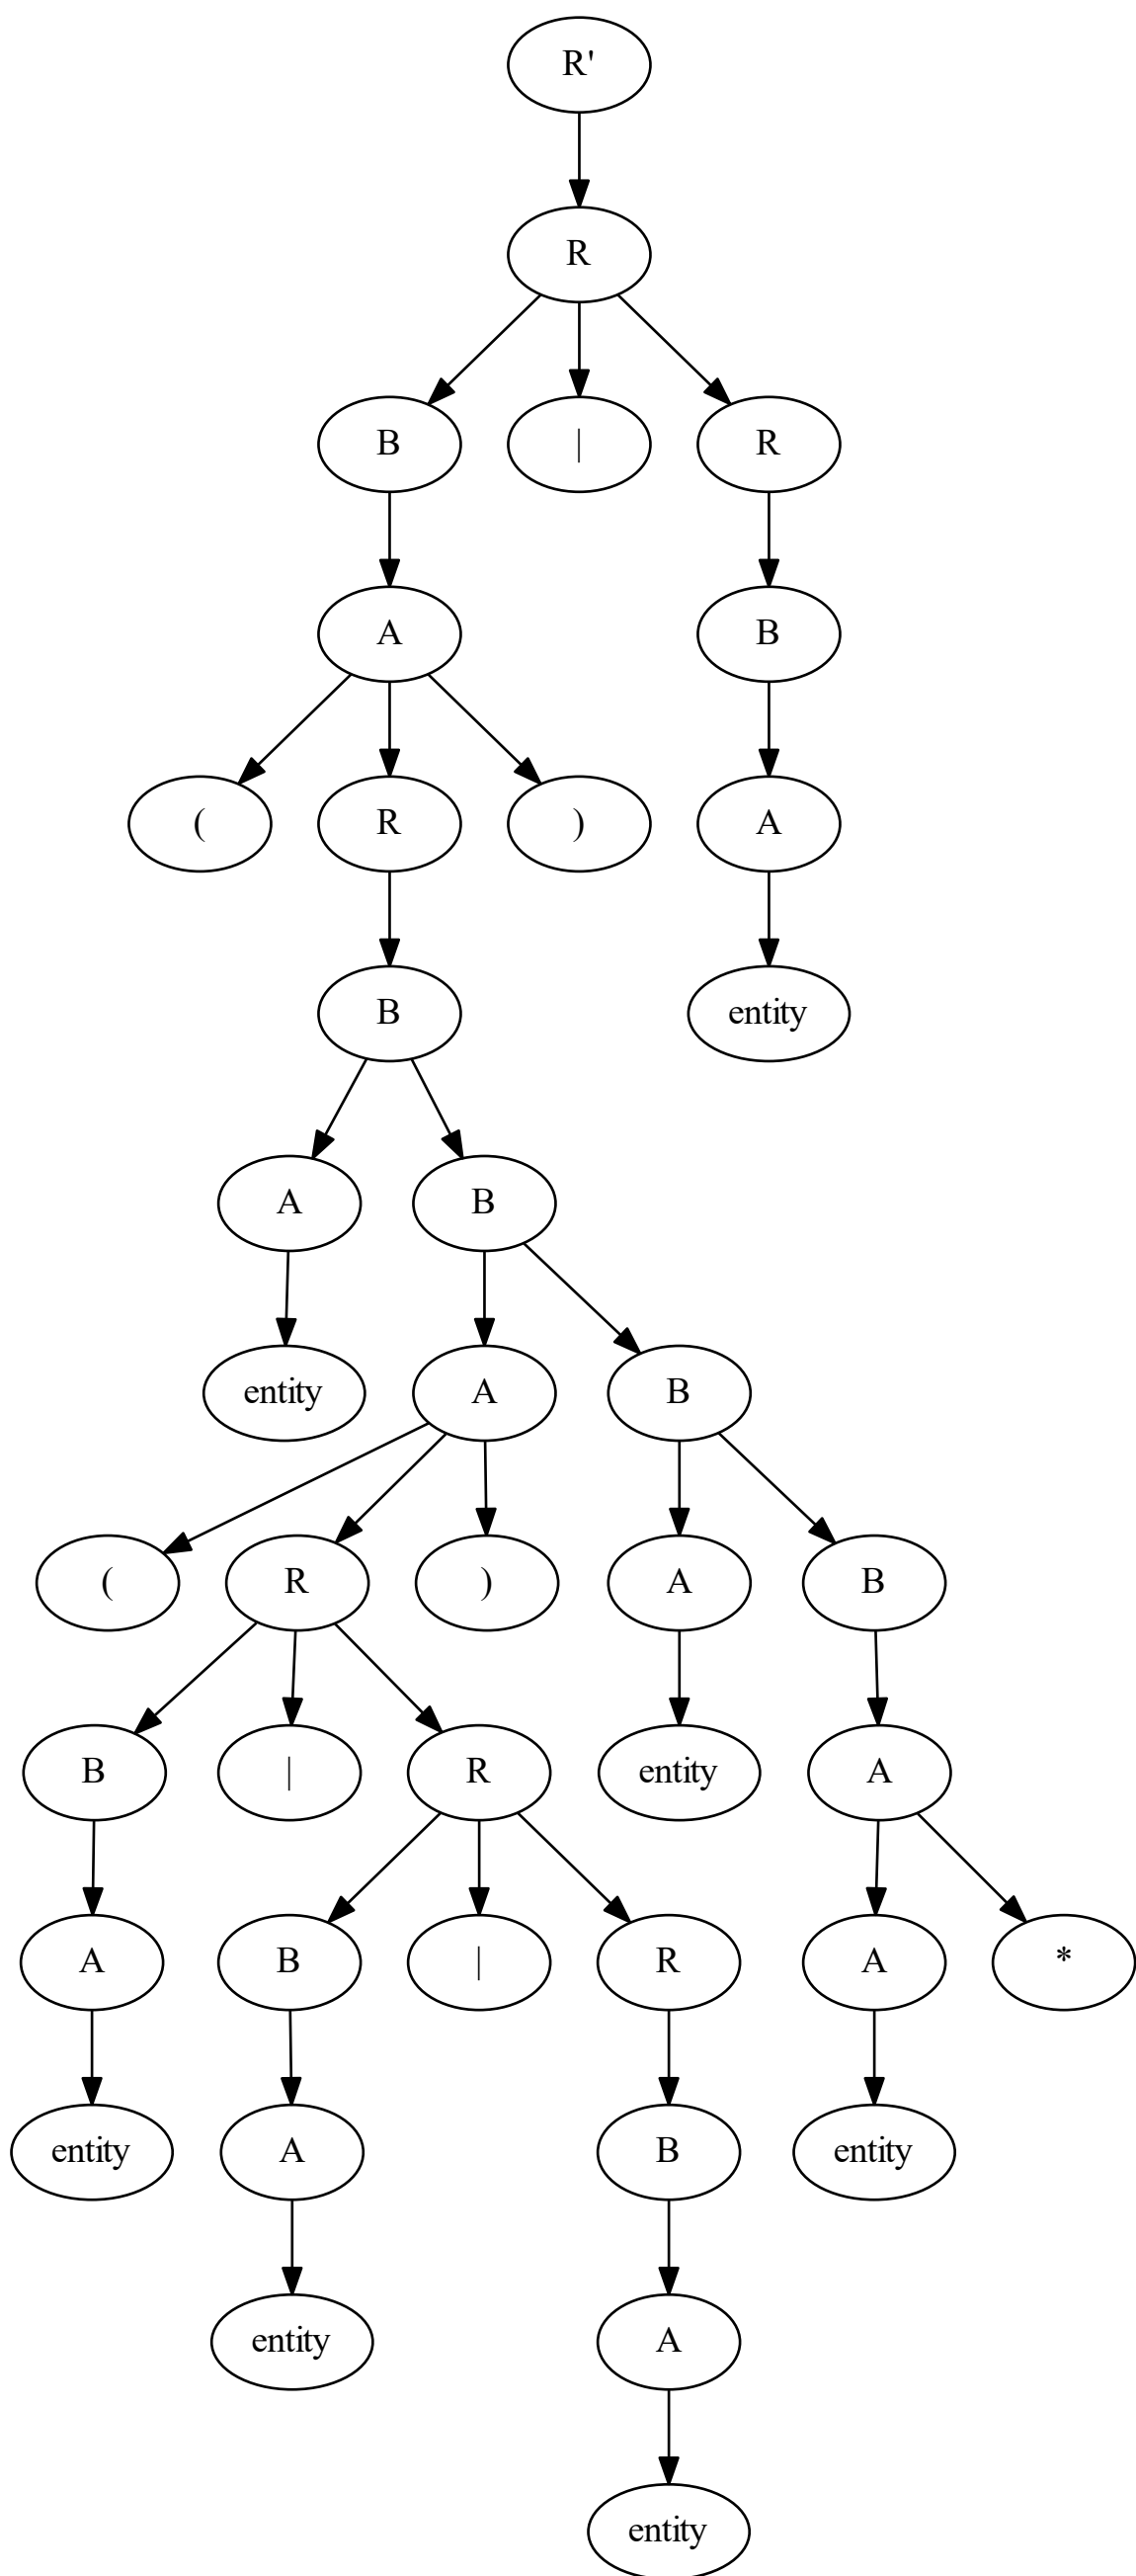 R'
R
B | R
A B
( R ) A
B entity
A B
entity A B
( R ) A B
B | R entity A
A B | R A *
entity A B entity
entity A
entity